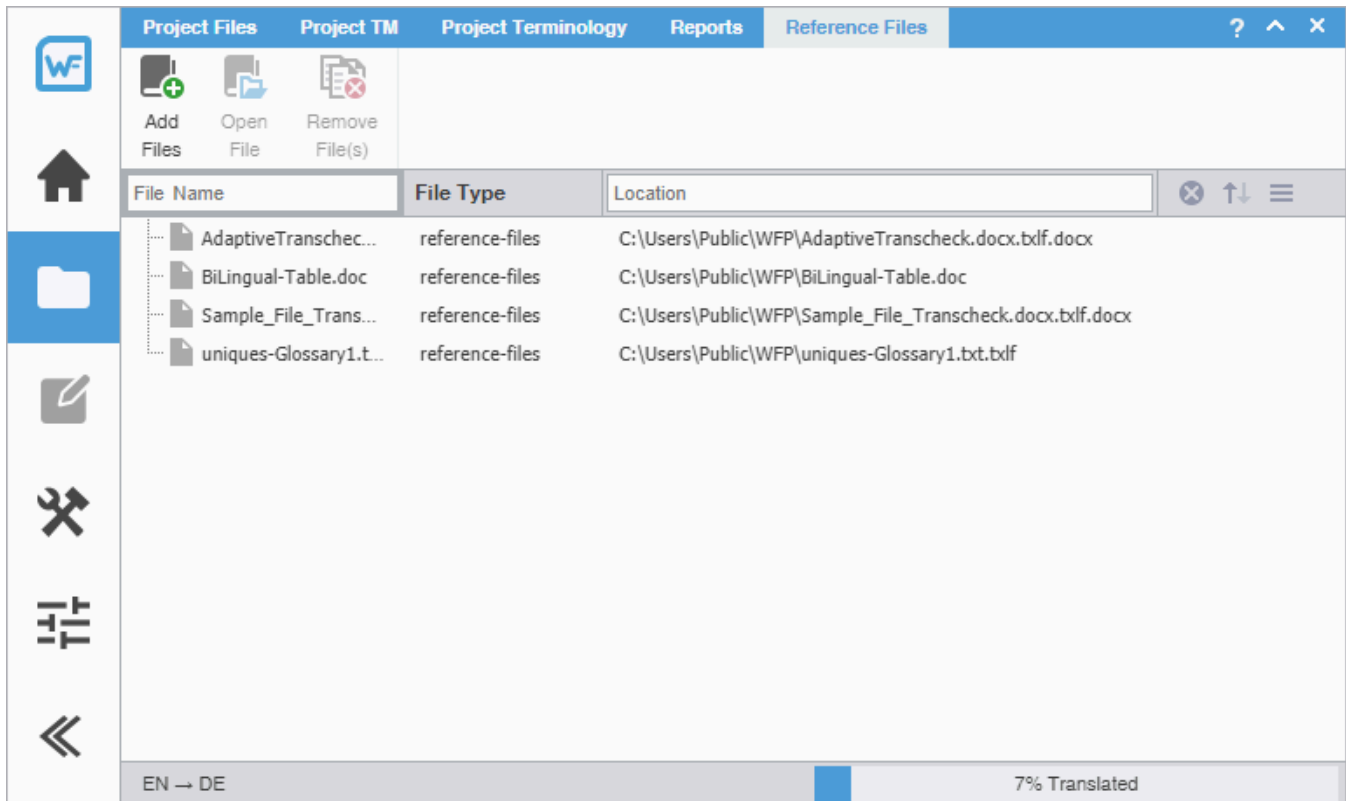 Project Files Project TM Project Terminology Reports Reference Files ? 
WF
Add Files Open File Remove File(s)
File Name File Type Location
AdaptiveTranschec... reference-files C:\Users\Public\WFP\AdaptiveTranscheck.docx.txlf.docx
BiLingual-Table.doc reference-files C:\Users\Public\WFP\BiLingual-Table.doc
Sample_File_Trans... reference-files C:\Users\Public\WFP\Sample_File_Transcheck.docx.txlf.docx
uniques-Glossary1.t... reference-files C:\Users\Public\WFP\uniques-Glossary1.txt.txlf
EN → DE 7% Translated